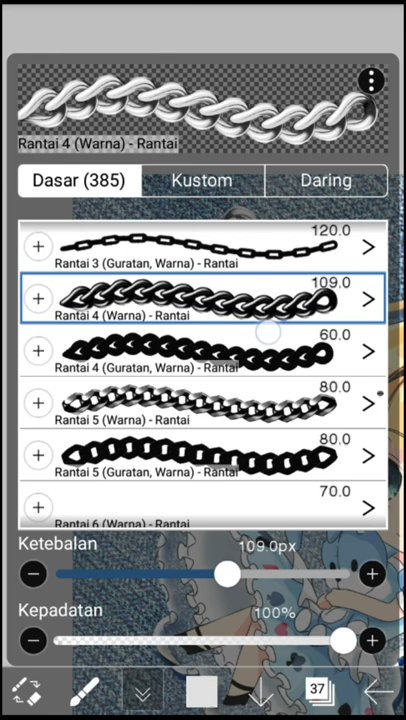 Rantai 4 (Warna) - Rantai
Dasar (385)
Kustom
Daring
120.0
Rantai 3 (Guratan, Warna) - Rantai
109.0
Rantai 4 (Warna) - Rantai
60.0
Rantai 4 (Guratan, Warna) - Rantai
80.0
Rantai 5 (Warna) - Rantai
80.0
Rantai 5 (Guratan, Warna) - Rantai
70.0
Rantai 6 (Warna) - Rantai
Ketebalan
109.0px
Kepadatan
100%
37